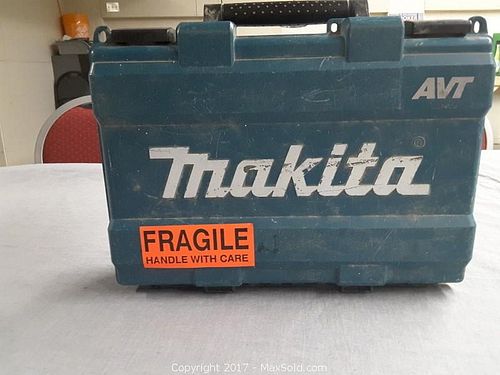 AVT
makita®
FRAGILE
HANDLE WITH CARE
Copyright 2017 - MaxSold.com